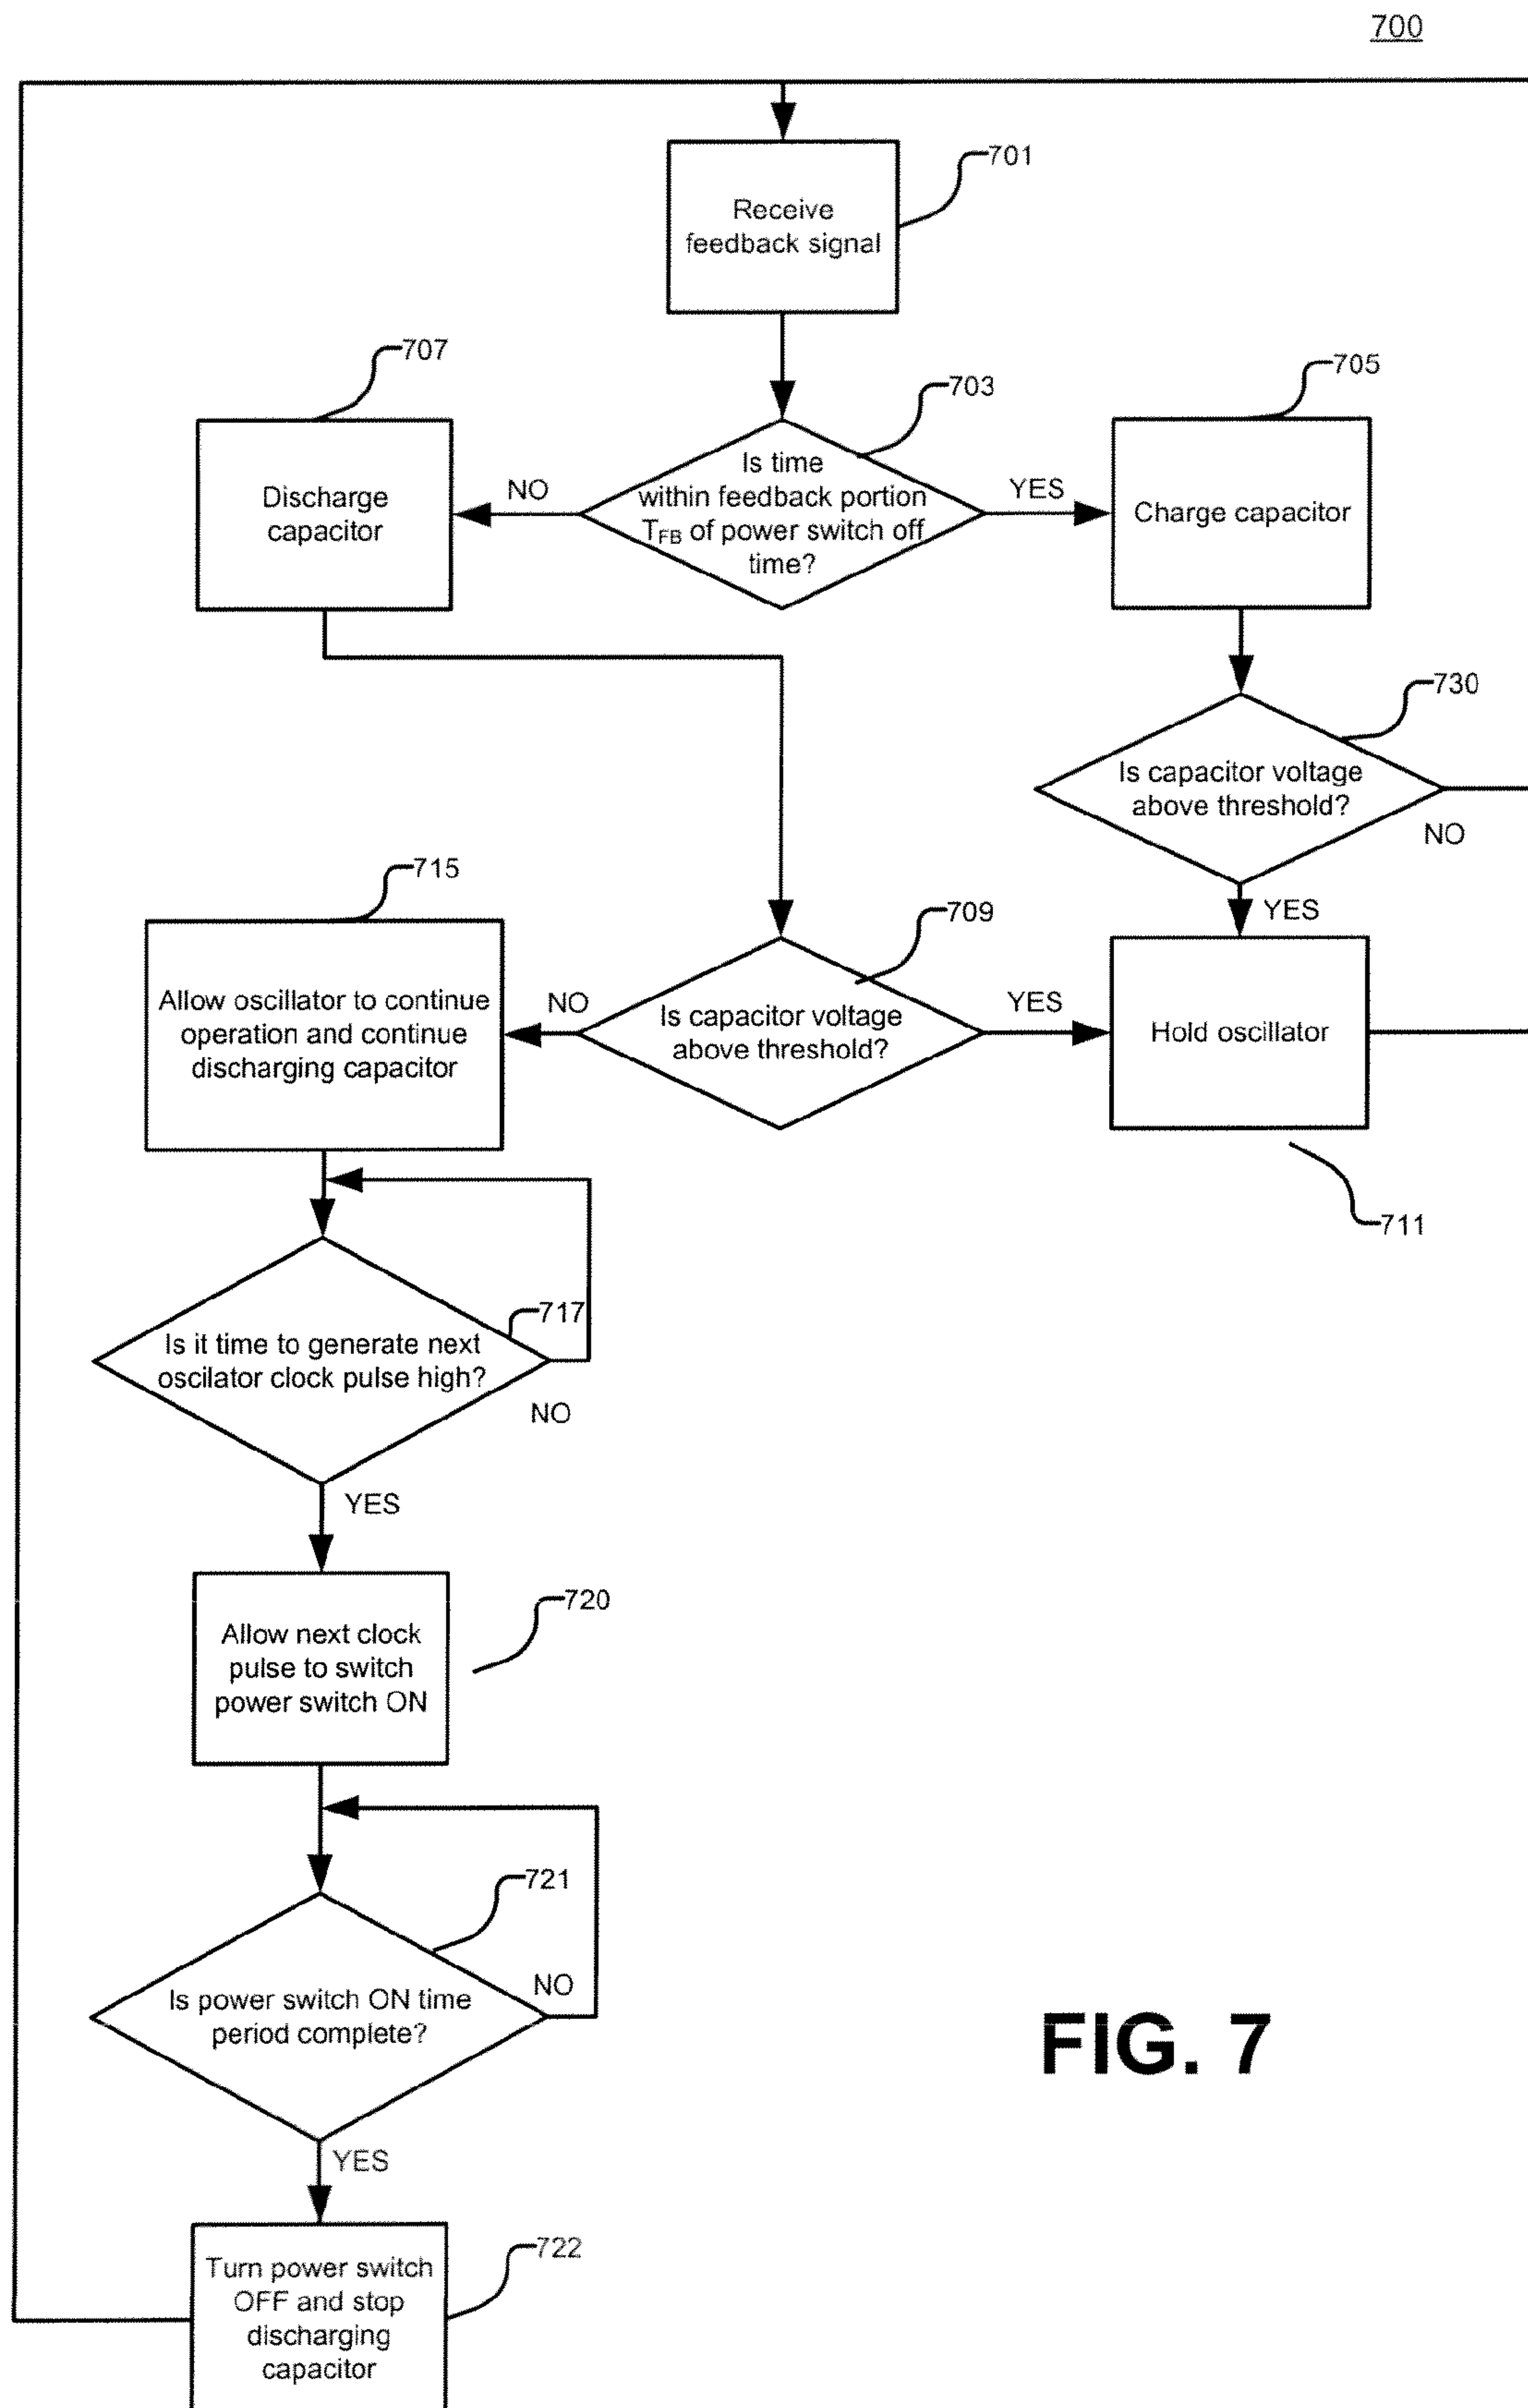 700
701
Receive
feedback signal
707
703
705
Discharge
capacitor
NO
Is time
within feedback portion
TFB of power switch off
time?
YES
Charge capacitor
730
Is capacitor voltage
above threshold?
NO
YES
715
709
Allow oscillator to continue
operation and continue
discharging capacitor
NO
Is capacitor voltage
above threshold?
YES
Hold oscillator
711
717
Is it time to generate next
oscilator clock pulse high?
NO
YES
720
Allow next clock
pulse to switch
power switch ON
721
Is power switch ON time
period complete?
NO
YES
722
Turn power switch
OFF and stop
discharging
capacitor
FIG. 7